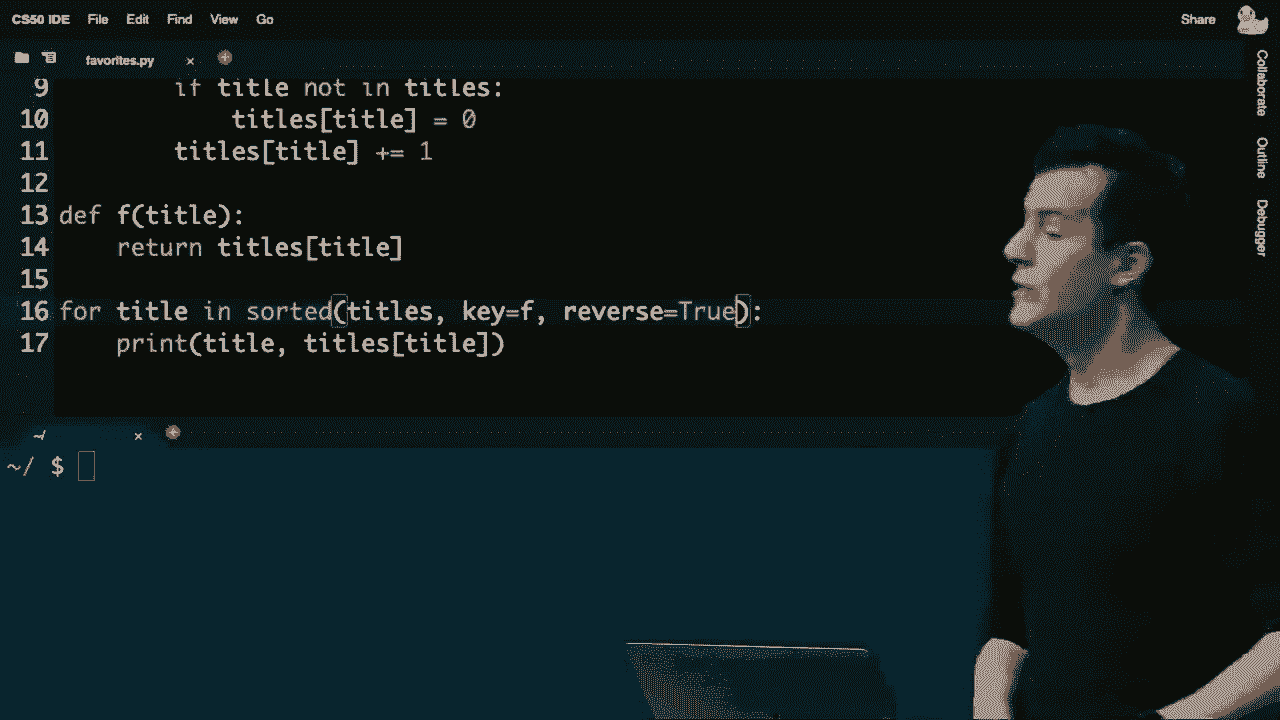 CS50 IDE File Edit Find View Go Share
favorites.py ×
9 if title not in titles:
10 titles[title] = 0
11 titles[title] += 1
12
13 def f(title):
14 return titles[title]
15
16 for title in sorted(titles, key=f, reverse=True):
17 print(title, titles[title])
~/ ×
~/ $
Collaborate
Outline
Debugger